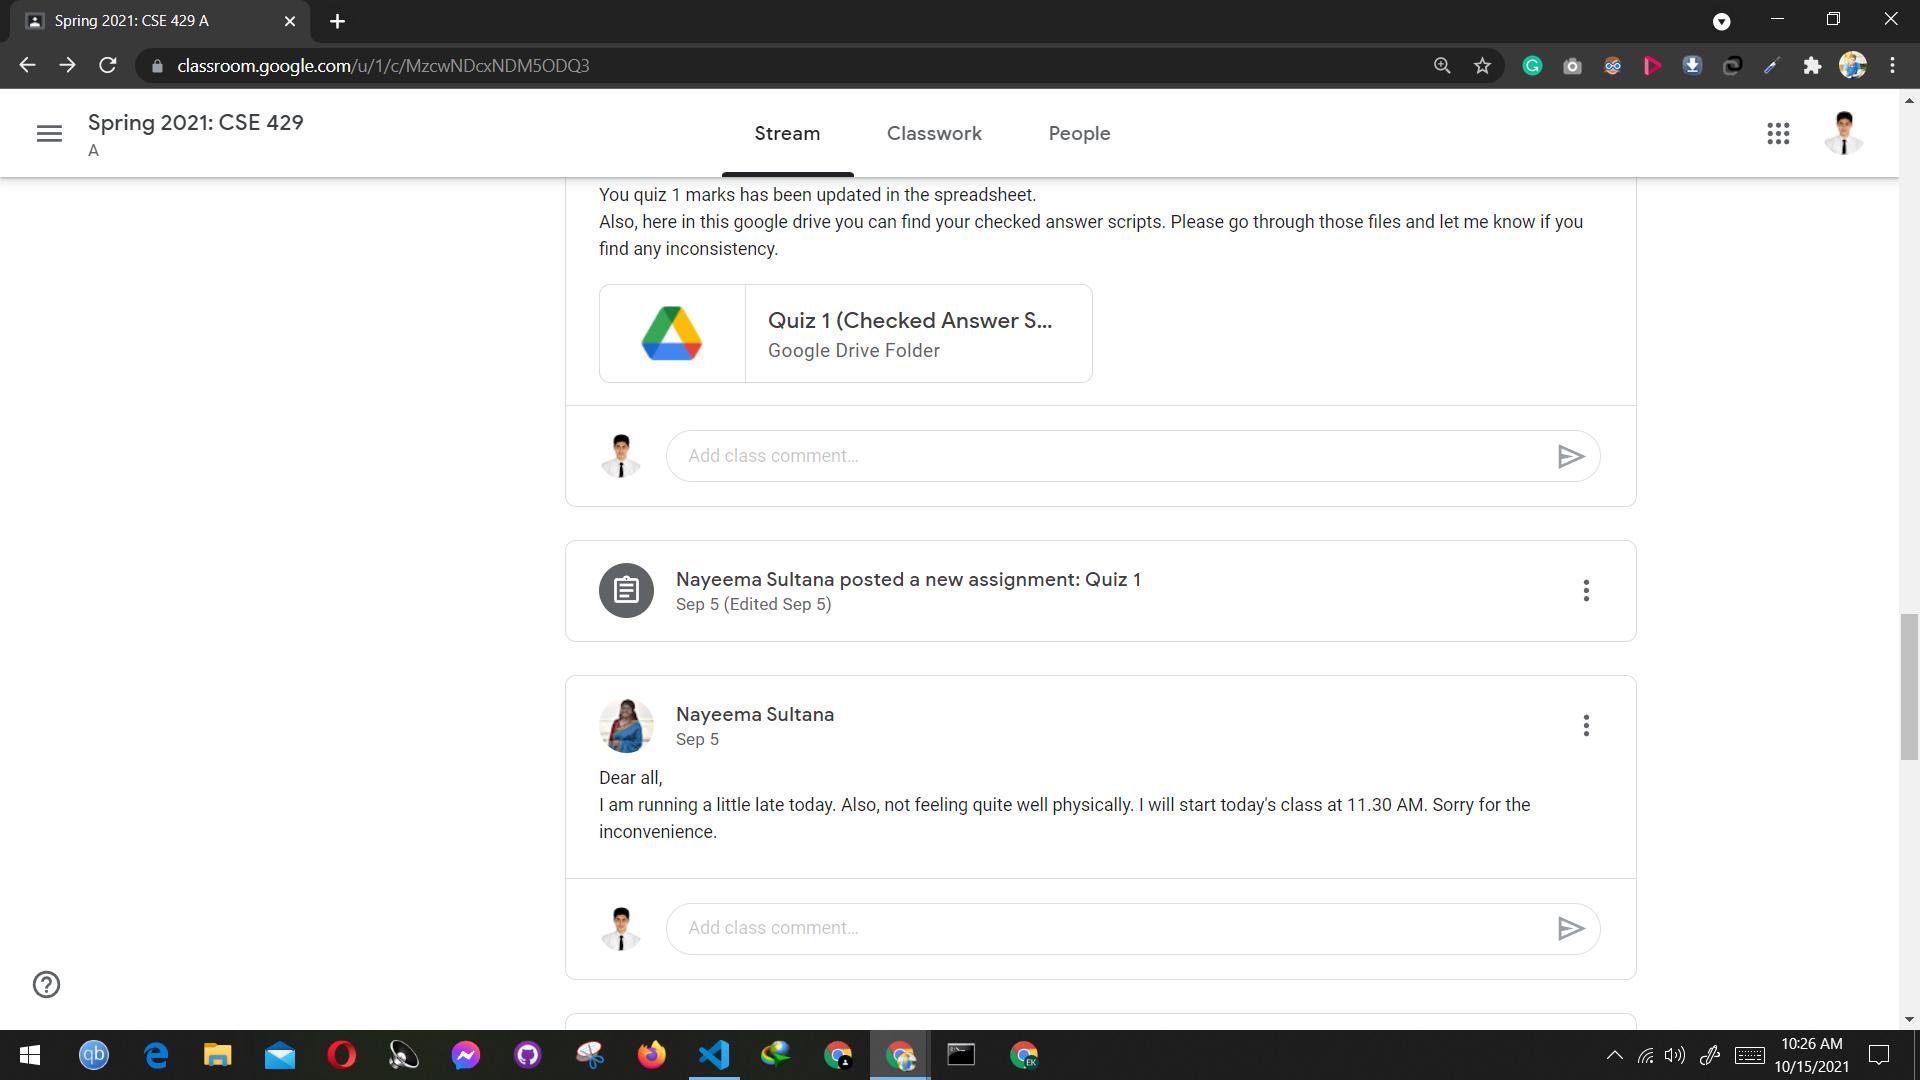 Spring 2021: CSE 429 A
classroom.google.com/u/1/c/MzcwNDcxNDM5ODQ3
Spring 2021: CSE 429
A
Stream
Classwork
People
You quiz 1 marks has been updated in the spreadsheet.
Also, here in this google drive you can find your checked answer scripts. Please go through those files and let me know if you
find any inconsistency.
Quiz 1 (Checked Answer S...
Google Drive Folder
Add class comment...
Nayeema Sultana posted a new assignment: Quiz 1
Sep 5 (Edited Sep 5)
Nayeema Sultana
Sep 5
Dear all,
I am running a little late today. Also, not feeling quite well physically. I will start today's class at 11.30 AM. Sorry for the
inconvenience.
Add class comment...
qb
EK
10:26 AM
10/15/2021